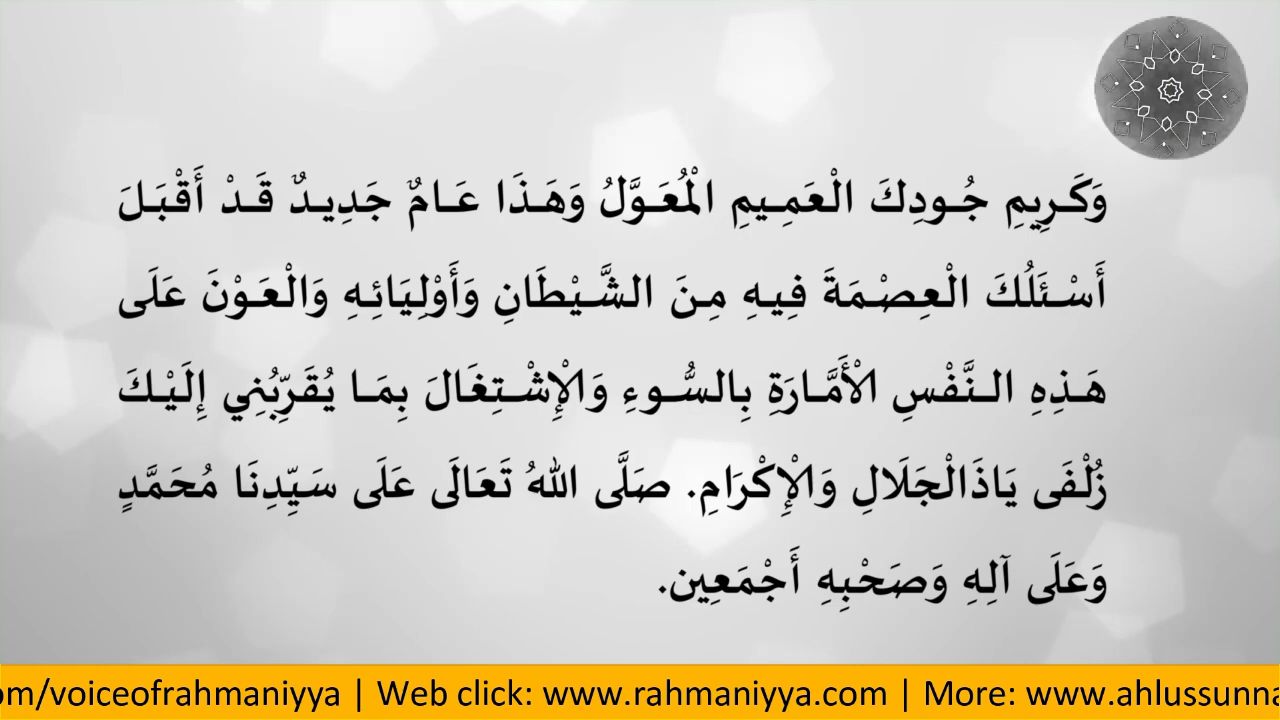 وَكَرِيمِ جُودِكَ الْعَمِيمِ الْمُعَوَّلُ وَهَذَا عَامٌ جَدِيدٌ قَدْ أَقْبَلَ
أَسْئَلُكَ الْعِصْمَةَ فِيهِ مِنَ الشَّيْطَانِ وَأَوْلِيَائِهِ وَالْعَوْنَ عَلَى
هَذِهِ النَّفْسِ الْأَمَّارَةِ بِالسُّوءِ وَالْإِشْتِغَالَ بِمَا يُقَرِّبُنِي إِلَيْكَ
زُلْفَى يَاذَالْجَلَالِ وَالْإِكْرَامِ. صَلَّى اللهُ تَعَالَى عَلَى سَيِّدِنَا مُحَمَّدٍ
وَعَلَى آلِهِ وَصَحْبِهِ أَجْمَعِين.
om/voiceofrahmaniyya | Web click: www.rahmaniyya.com | More: www.ahlussunna